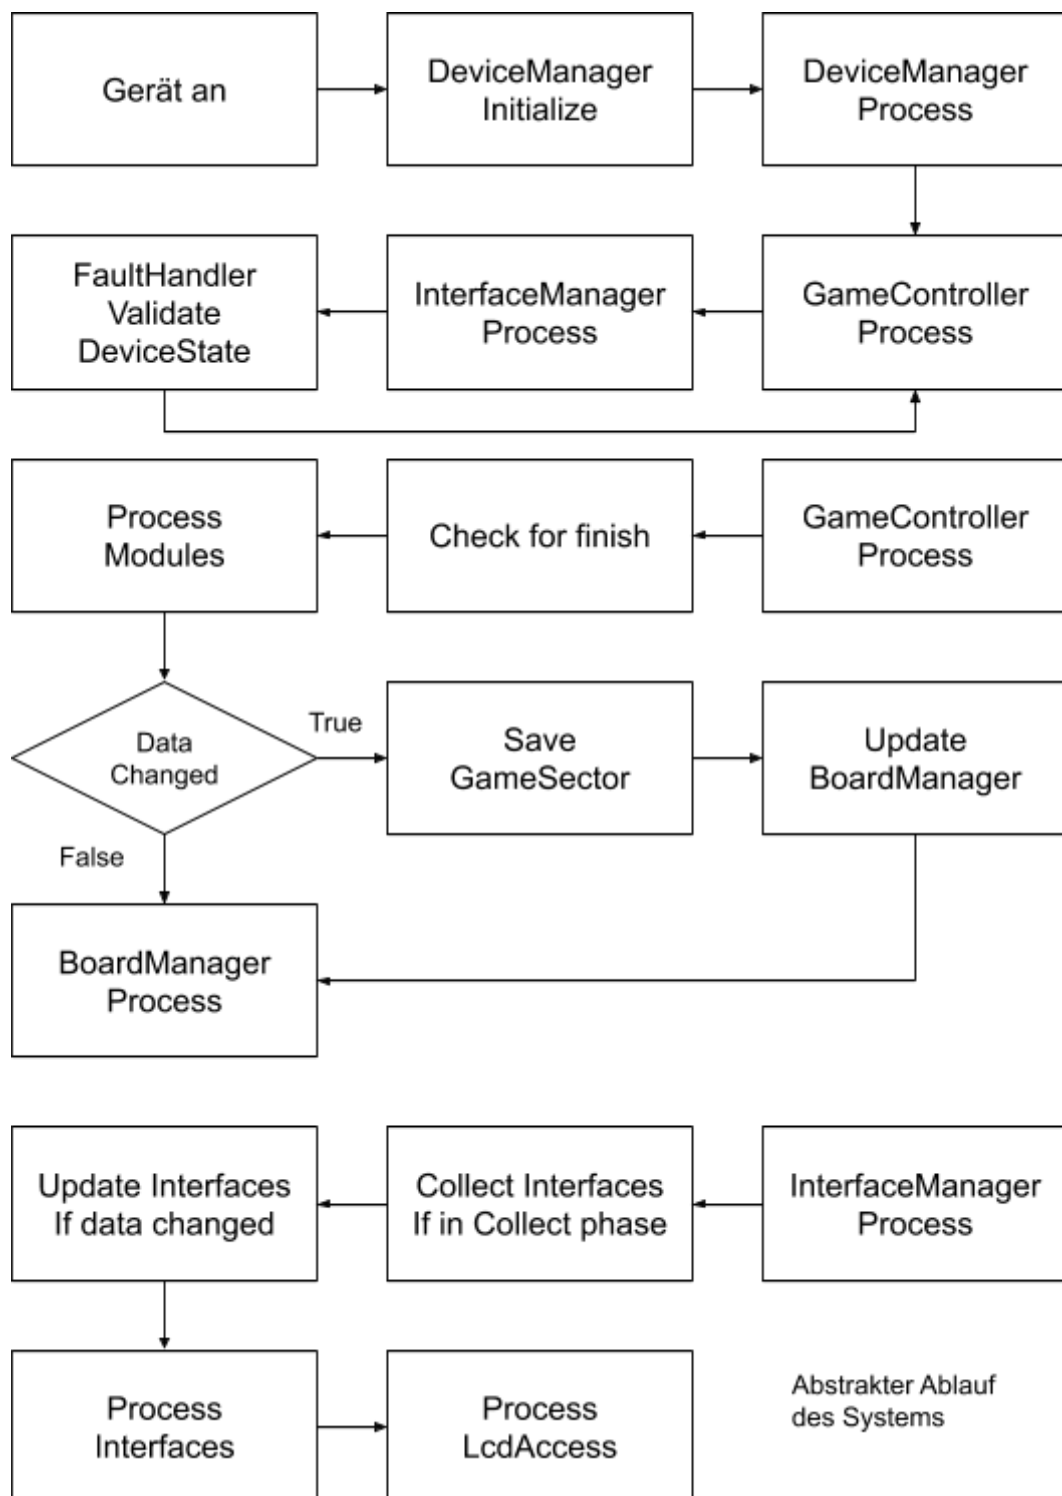 Gerät an
DeviceManager
Initialize
DeviceManager
Process
FaultHandler
Validate
DeviceState
InterfaceManager
Process
GameController
Process
Process
Modules
Check for finish
GameController
Process
Data
Changed
True
Save
GameSector
Update
BoardManager
False
BoardManager
Process
Update Interfaces
If data changed
Collect Interfaces
If in Collect phase
InterfaceManager
Process
Process
Interfaces
Process
LcdAccess
Abstrakter Ablauf
des Systems